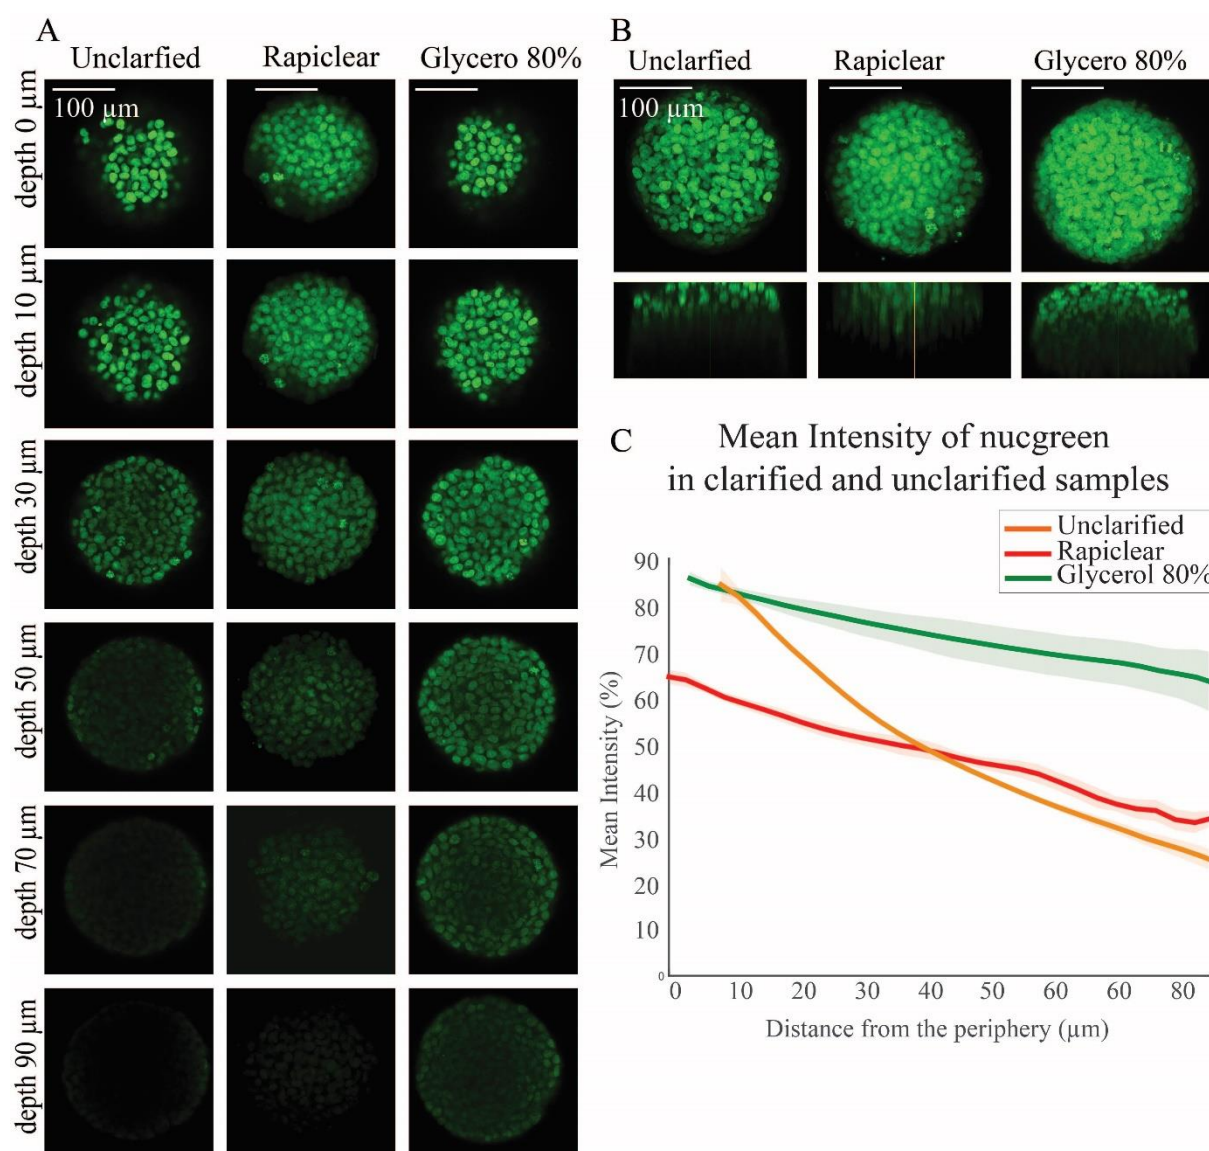 A
Unclarfied Rapiclear Glycero 80%
100 µm
depth 0 µm
depth 10 µm
depth 30 µm
depth 50 µm
depth 70 µm
depth 90 µm
B
Unclarfied Rapiclear Glycero 80%
100 µm
C
Mean Intensity of nucgreen
in clarified and unclarified samples
Unclarified
Rapiclear
Glycerol 80%
Mean Intensity (%)
90
80
70
60
50
40
30
20
10
0
0 10 20 30 40 50 60 60 80
Distance from the periphery (µm)